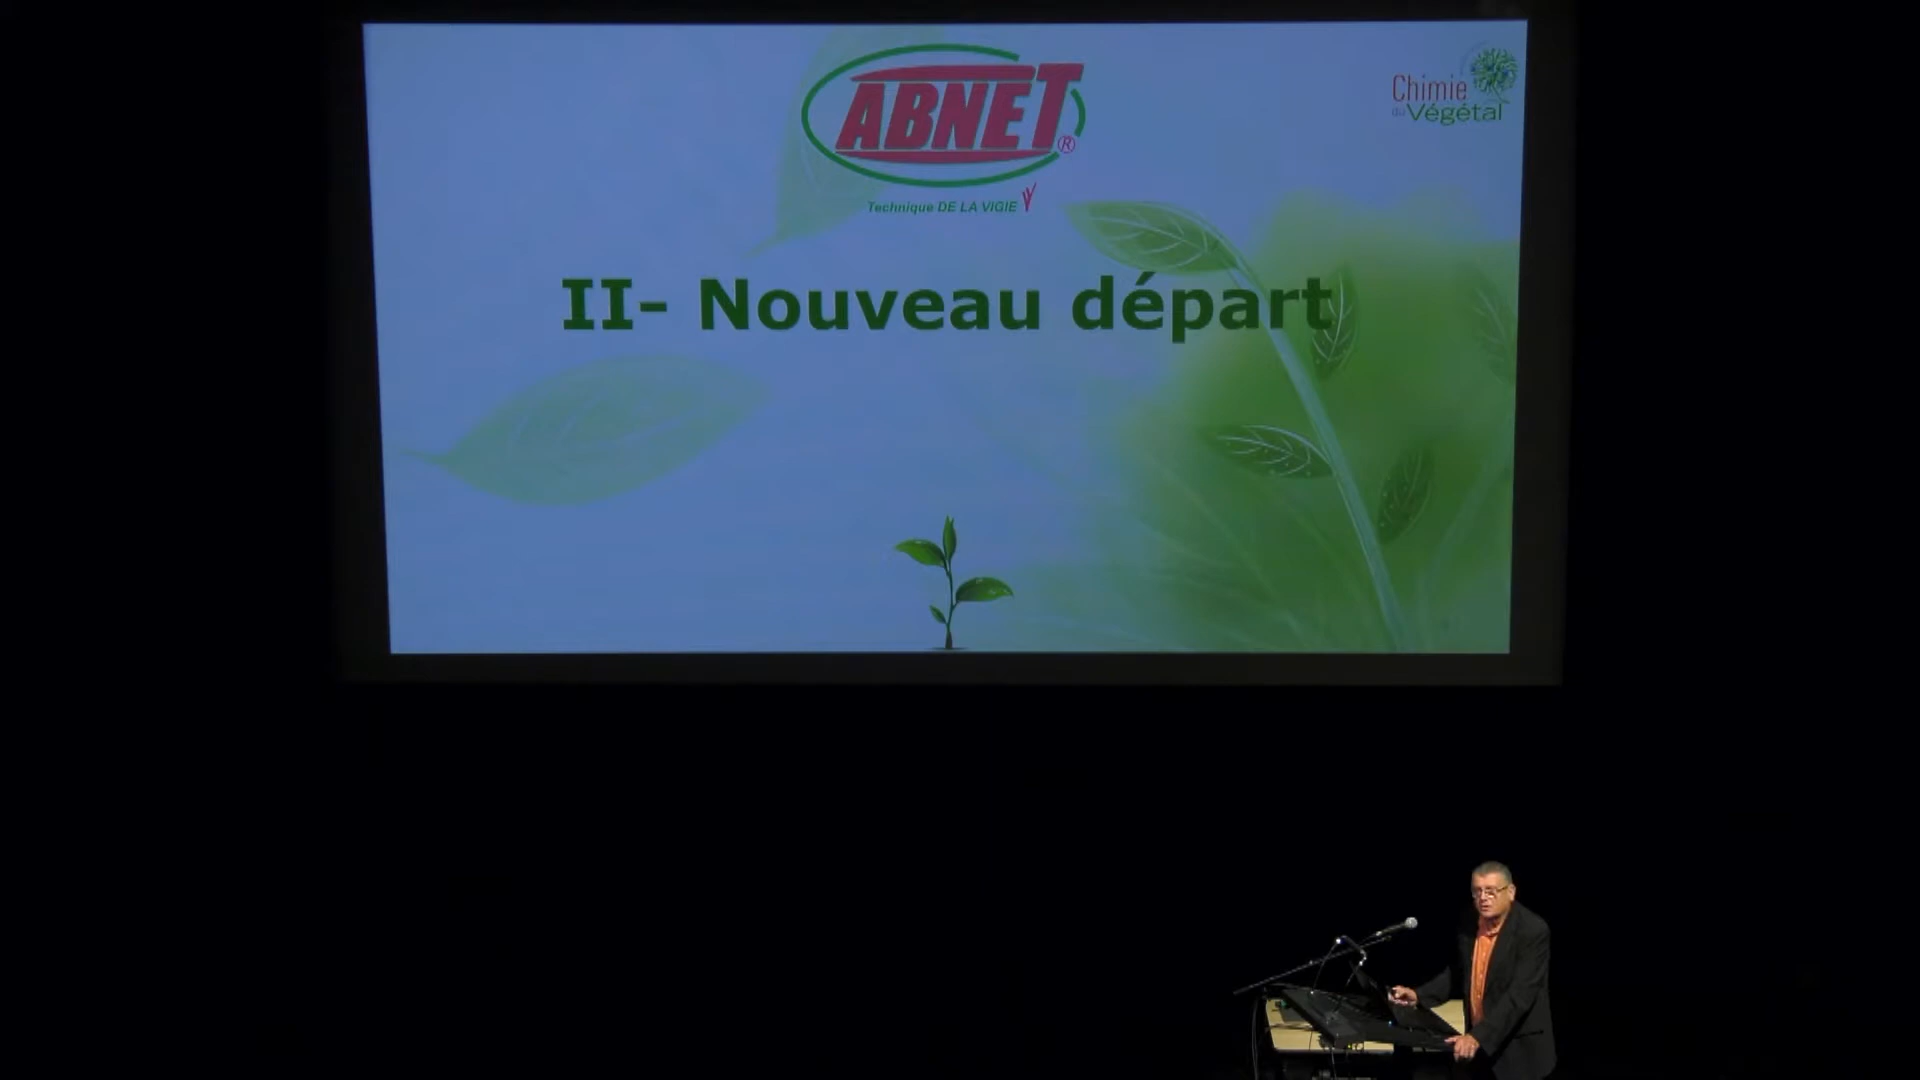 ABNET®
Technique DE LA VIGIE
Chimie
du Végétal
II- Nouveau départ